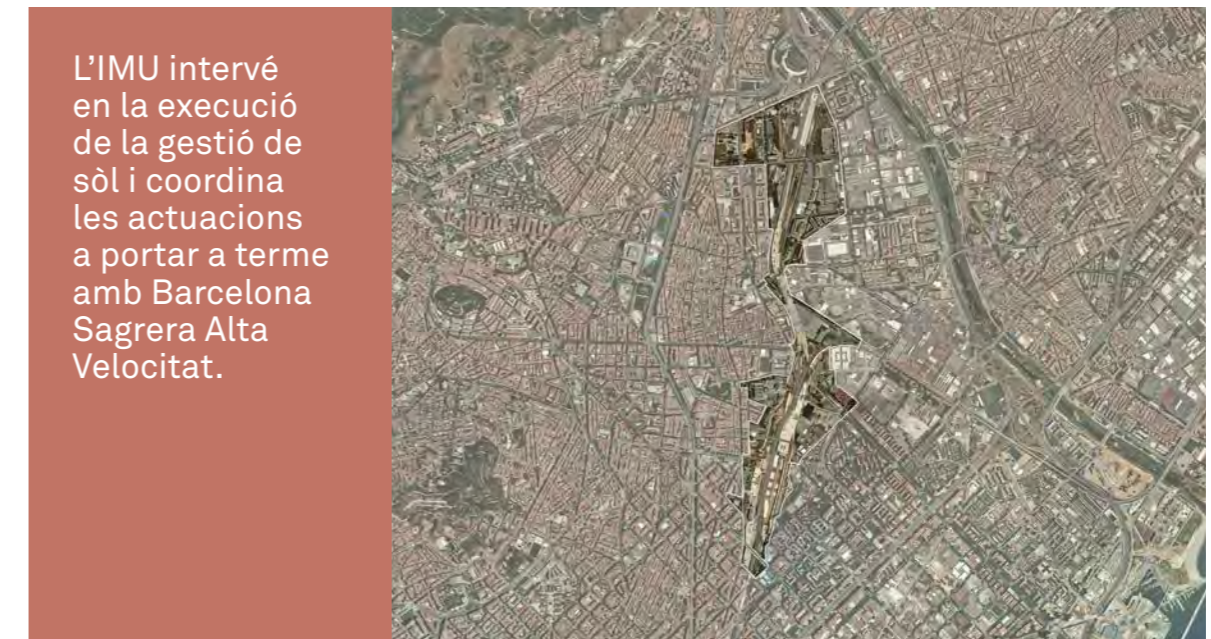 L’IMU intervé
en la execució
de la gestió de
sòl i coordina
les actuacions
a portar a terme
amb Barcelona
Sagrera Alta
Velocitat.